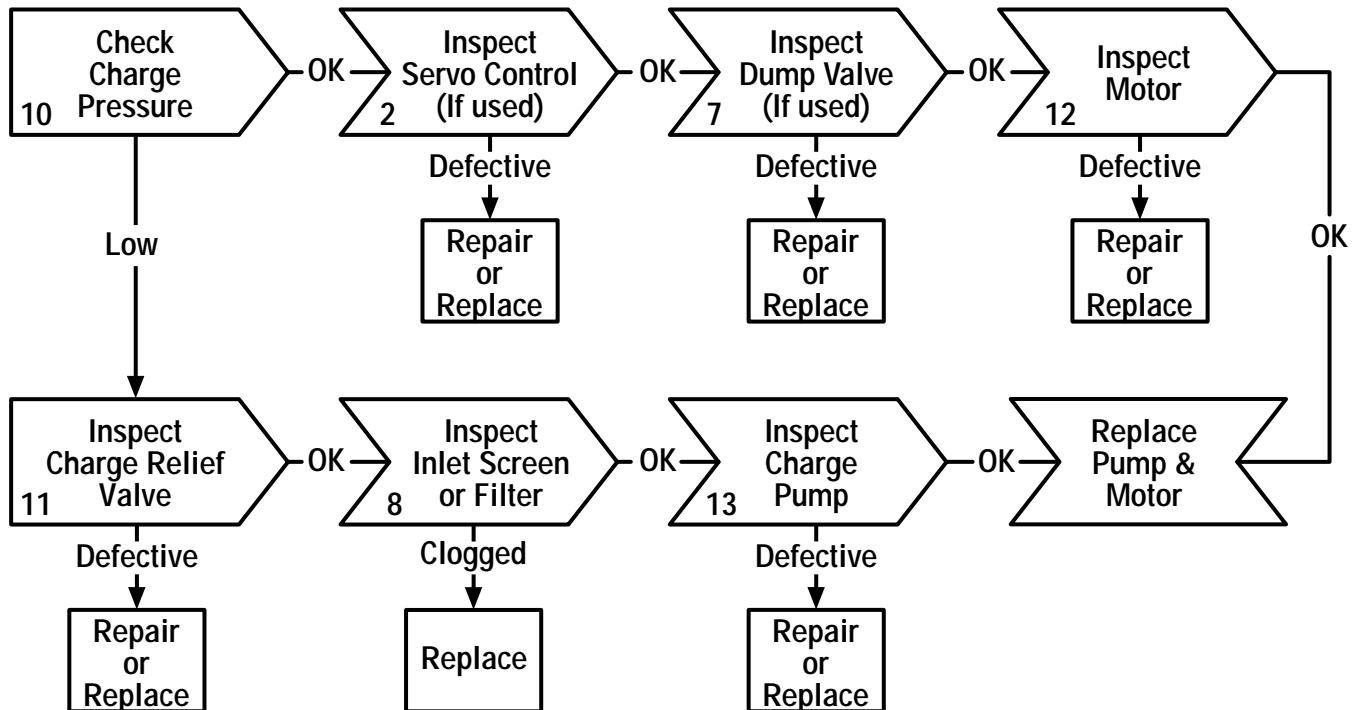 Check
Charge
Pressure
10
OK
Inspect
Servo Control
(If used)
2
OK
Inspect
Dump Valve
(If used)
7
OK
Inspect
Motor
12
Defective
Repair
or
Replace
Defective
Repair
or
Replace
Defective
Repair
or
Replace
OK
Low
Inspect
Charge Relief
Valve
11
OK
Inspect
Inlet Screen
or Filter
8
OK
Inspect
Charge
Pump
13
OK
Replace
Pump &
Motor
Defective
Repair
or
Replace
Clogged
Replace
Defective
Repair
or
Replace